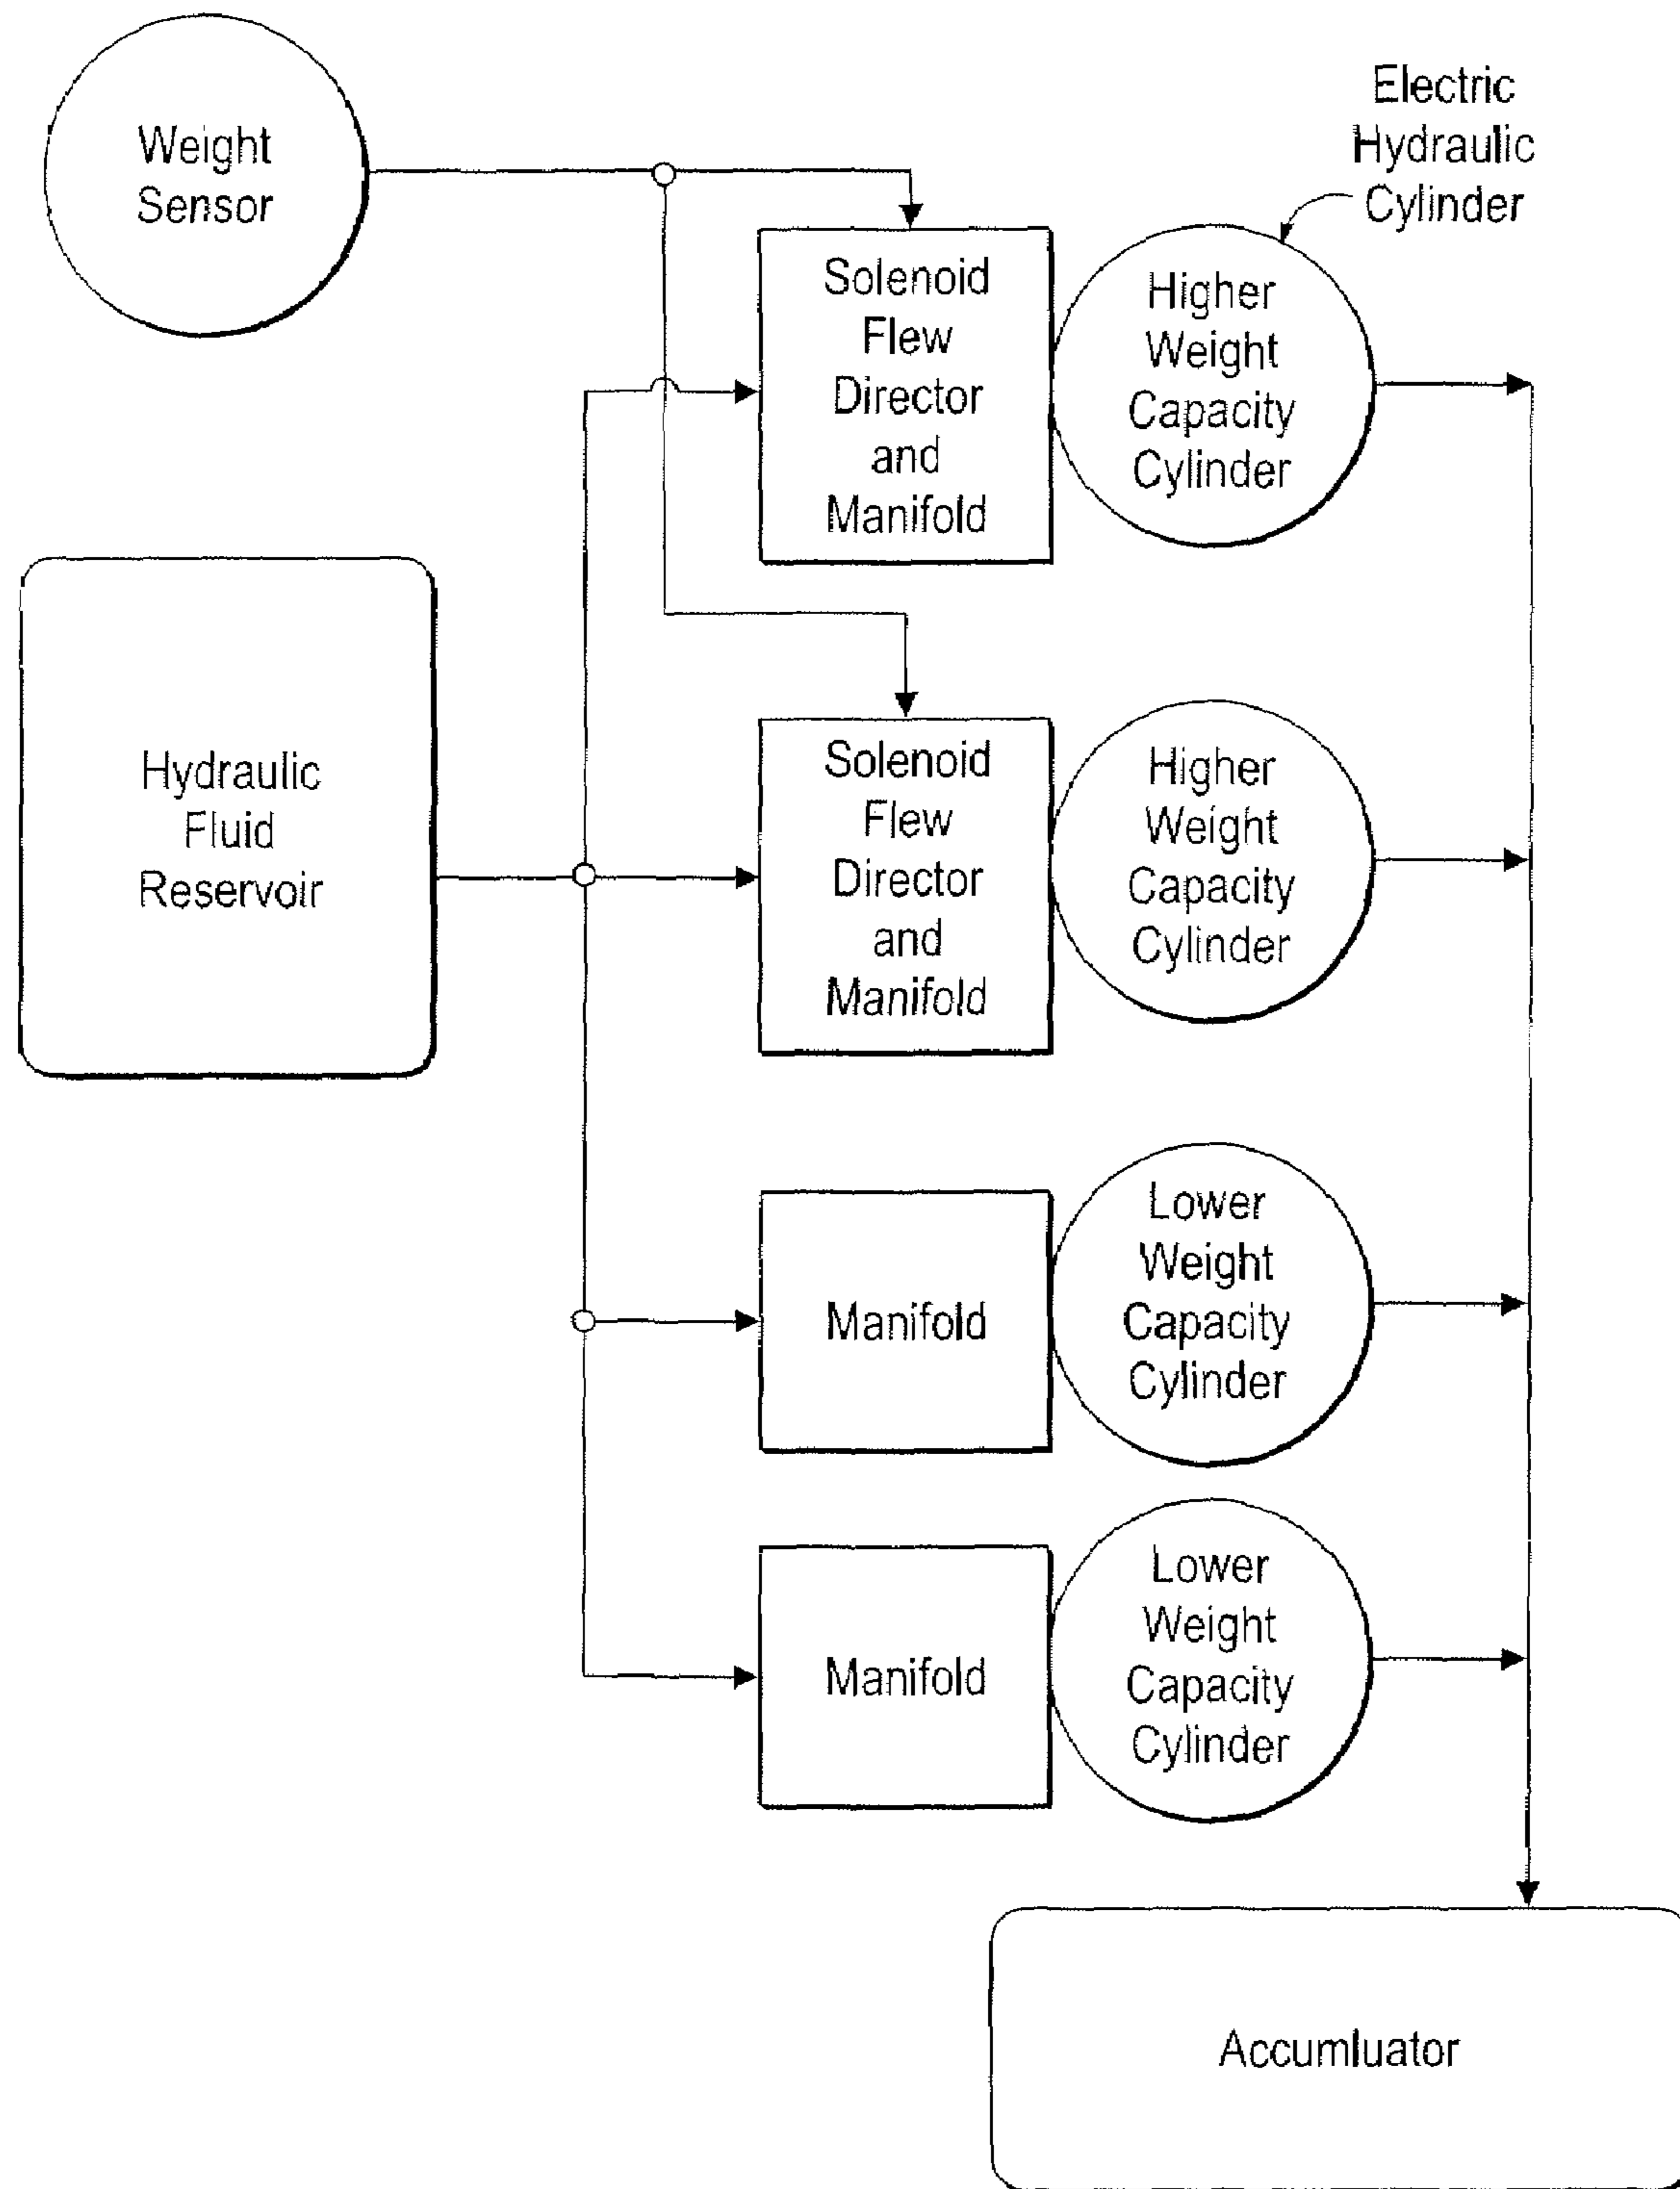 Weight
Sensor
Electric
Hydraulic
Cylinder
Solenoid
Flew
Director
and
Manifold
Higher
Weight
Capacity
Cylinder
Hydraulic
Fluid
Reservoir
Solenoid
Flew
Director
and
Manifold
Higher
Weight
Capacity
Cylinder
Manifold
Lower
Weight
Capacity
Cylinder
Manifold
Lower
Weight
Capacity
Cylinder
Accumluator